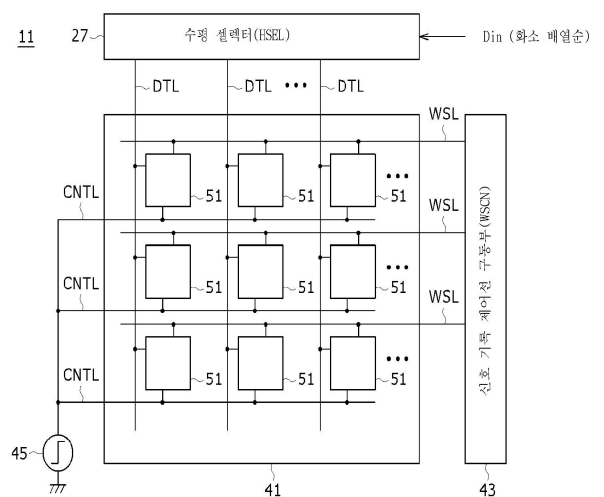 11
27
수평 셀렉터(HSEL)
Din (화소 배열순)
DTL DTL ••• DTL
WSL
51 51 51 •••
CNTL
WSL
51 51 51 •••
CNTL
WSL
51 51 51 •••
CNTL
신호 기록 제어선 구동부(WSCN)
45
41
43